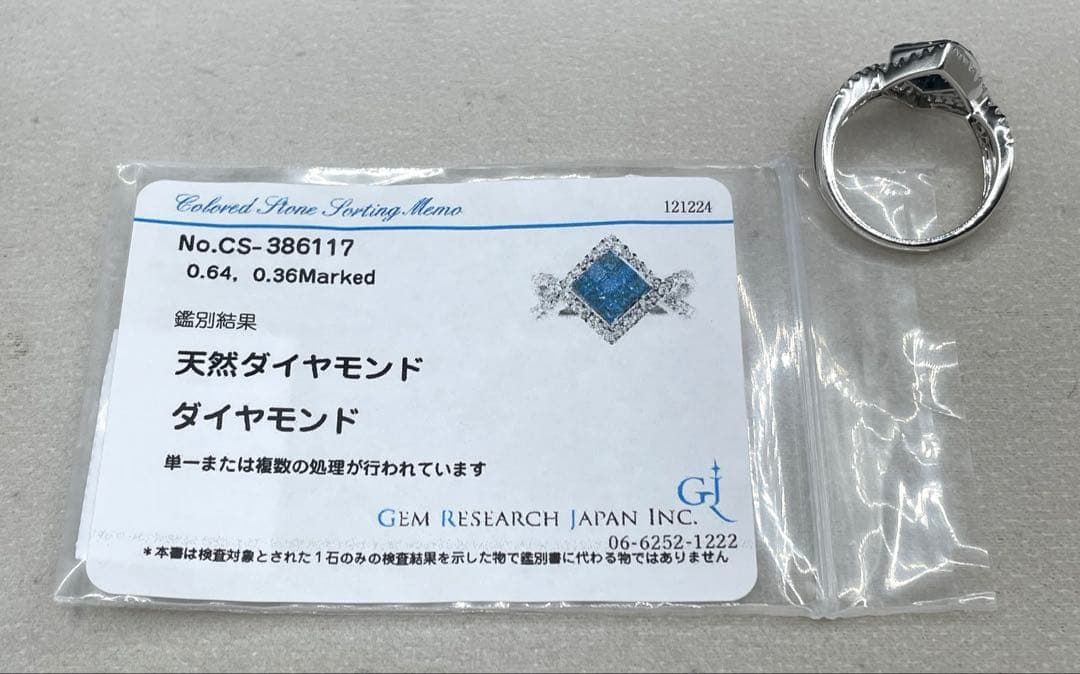 Colored Stone Sorting Memo
121224
No.CS-386117
0.64, 0.36Marked
鑑別結果
天然ダイヤモンド
ダイヤモンド
単一または複数の処理が行われています
GJ
GEM RESEARCH JAPAN INC.
06-6252-1222
*本書は検査対象とされた1石のみの検査結果を示した物で鑑別書に代わる物ではありません